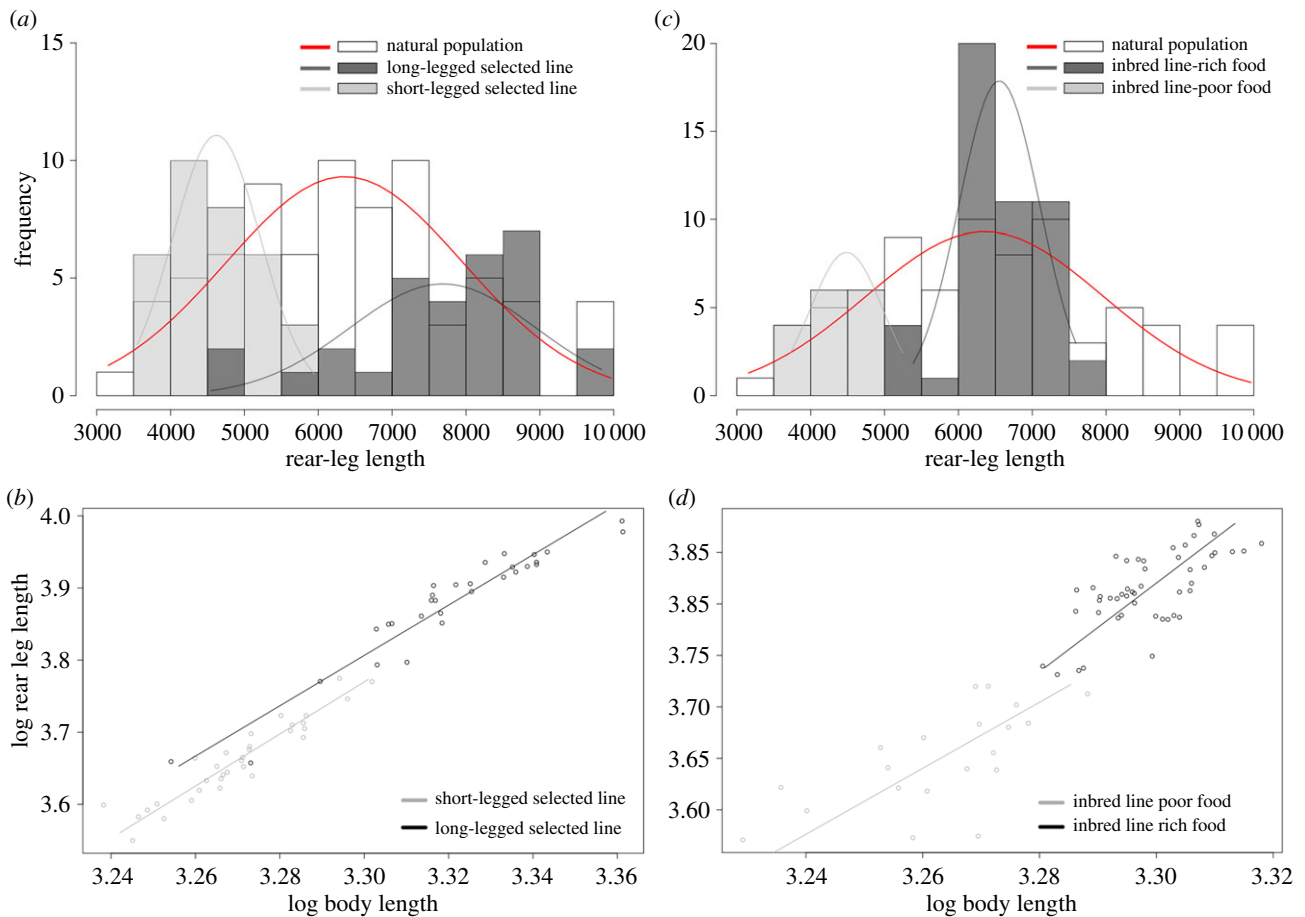 (a)
15
10
5
0
frequency
natural population
long-legged selected line
short-legged selected line
3000 4000 5000 6000 7000 8000 9000 10 000
rear-leg length
(c)
20
15
10
5
0
natural population
inbred line-rich food
inbred line-poor food
3000 4000 5000 6000 7000 8000 9000 10 000
rear-leg length
(b)
4.0
3.9
3.8
3.7
3.6
log rear leg length
short-legged selected line
long-legged selected line
3.24 3.26 3.28 3.30 3.32 3.34 3.36
log body length
(d)
3.85
3.85
3.75
3.70
3.65
3.60
inbred line poor food
inbred line rich food
3.24 3.26 3.28 3.30 3.32
log body length